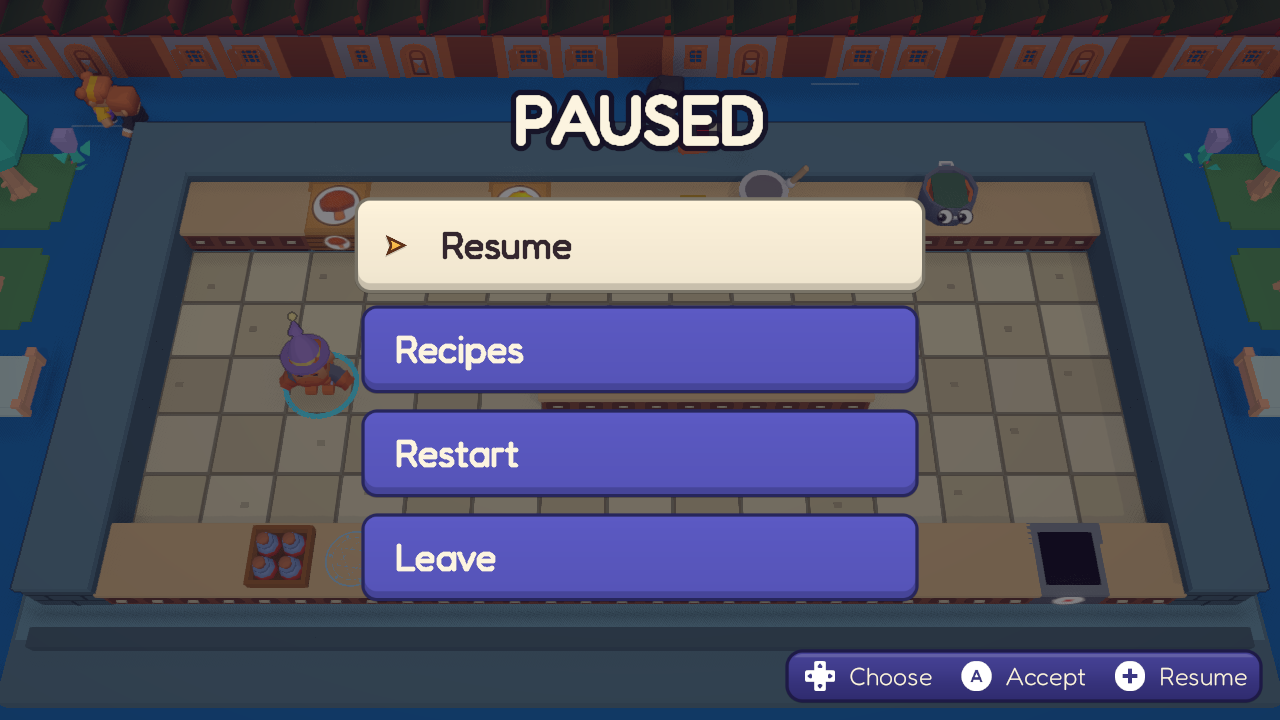 PAUSED
Resume
Recipes
Restart
Leave
Choose A Accept Resume